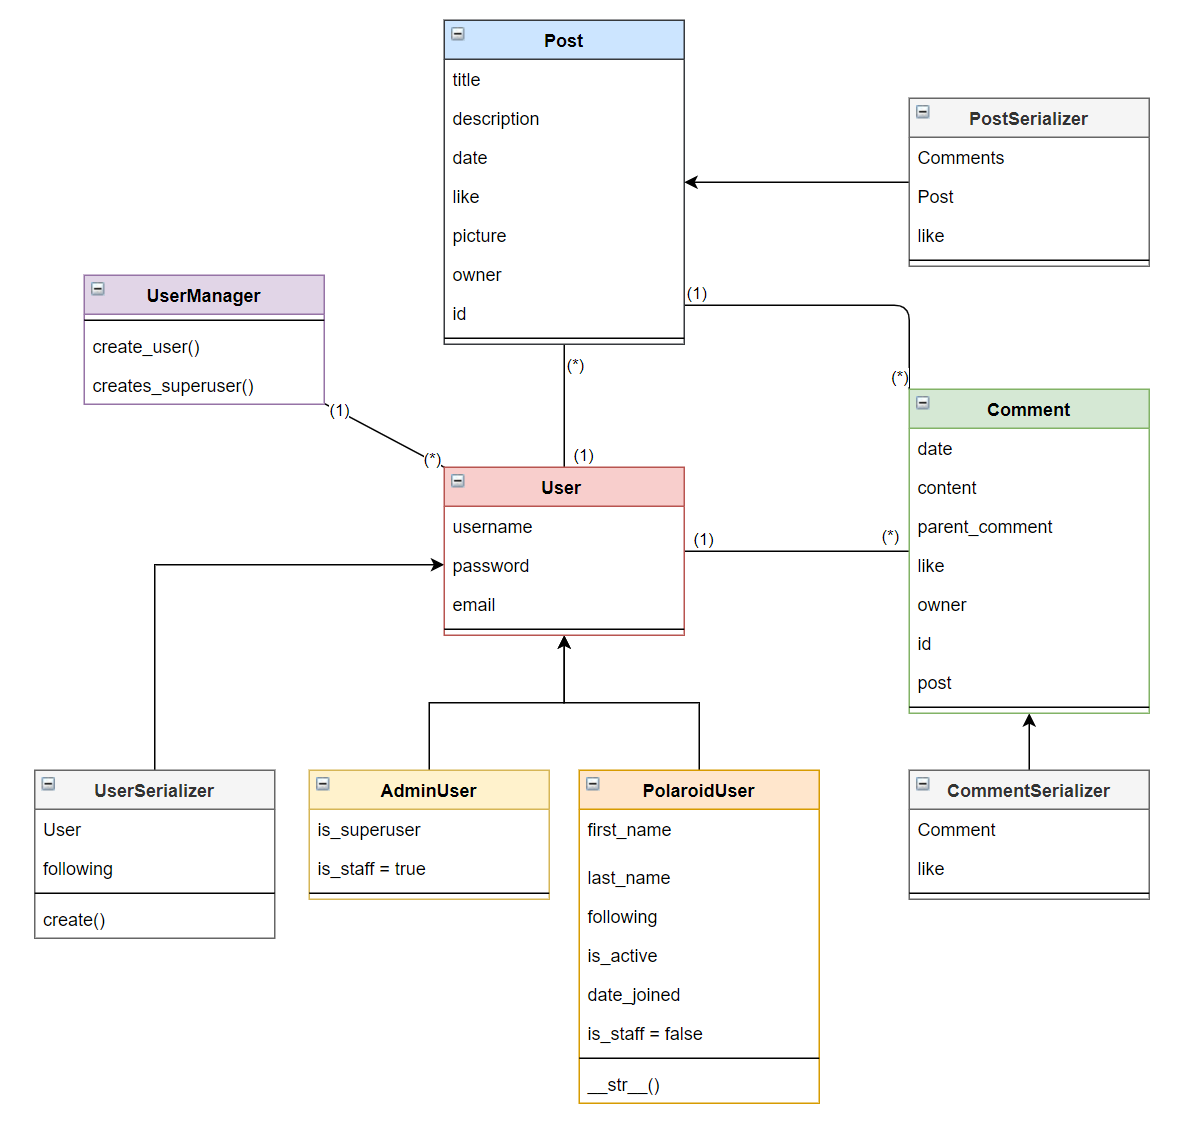 Post
title
description
date
like
picture
owner
id
PostSerializer
Comments
Post
like
UserManager
create_user()
creates_superuser()
(1)
(*)
(*)
(1)
(1)
(*)
User
username
password
email
(1)
(*)
Comment
date
content
parent_comment
like
owner
id
post
UserSerializer
User
following
create()
AdminUser
is_superuser
is_staff = true
PolaroidUser
first_name
last_name
following
is_active
date_joined
is_staff = false
__str__()
CommentSerializer
Comment
like